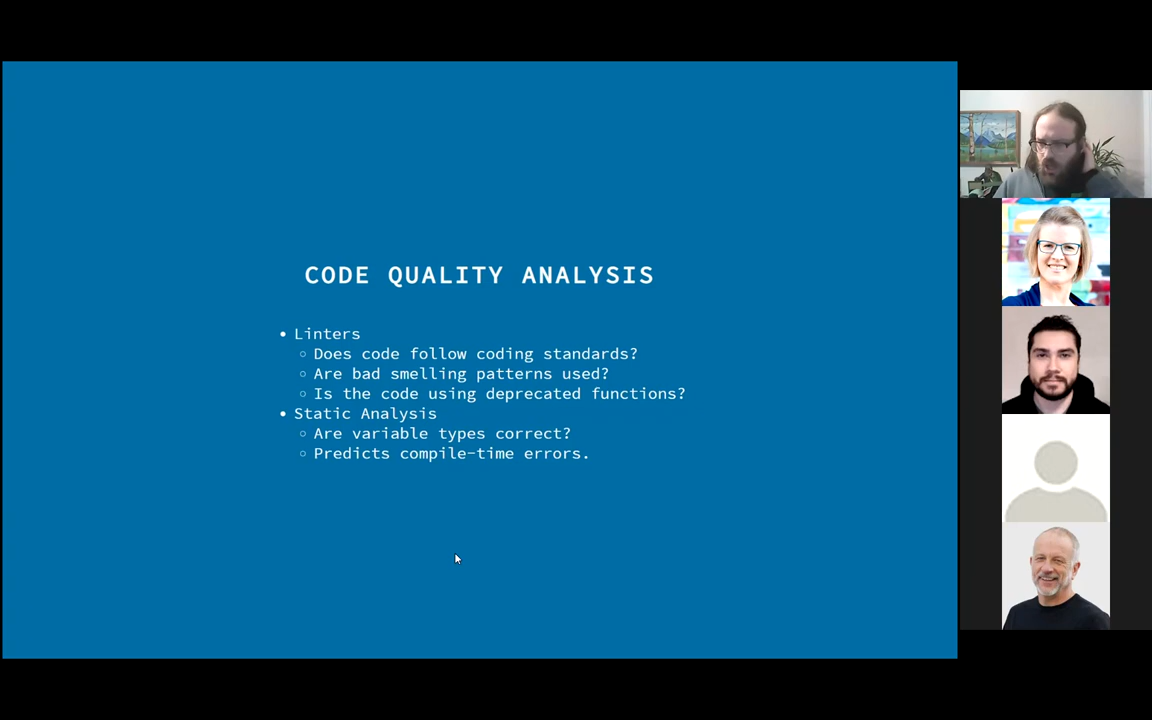 CODE QUALITY ANALYSIS
• Linters
○ Does code follow coding standards?
○ Are bad smelling patterns used?
○ Is the code using deprecated functions?
• Static Analysis
○ Are variable types correct?
○ Predicts compile-time errors.